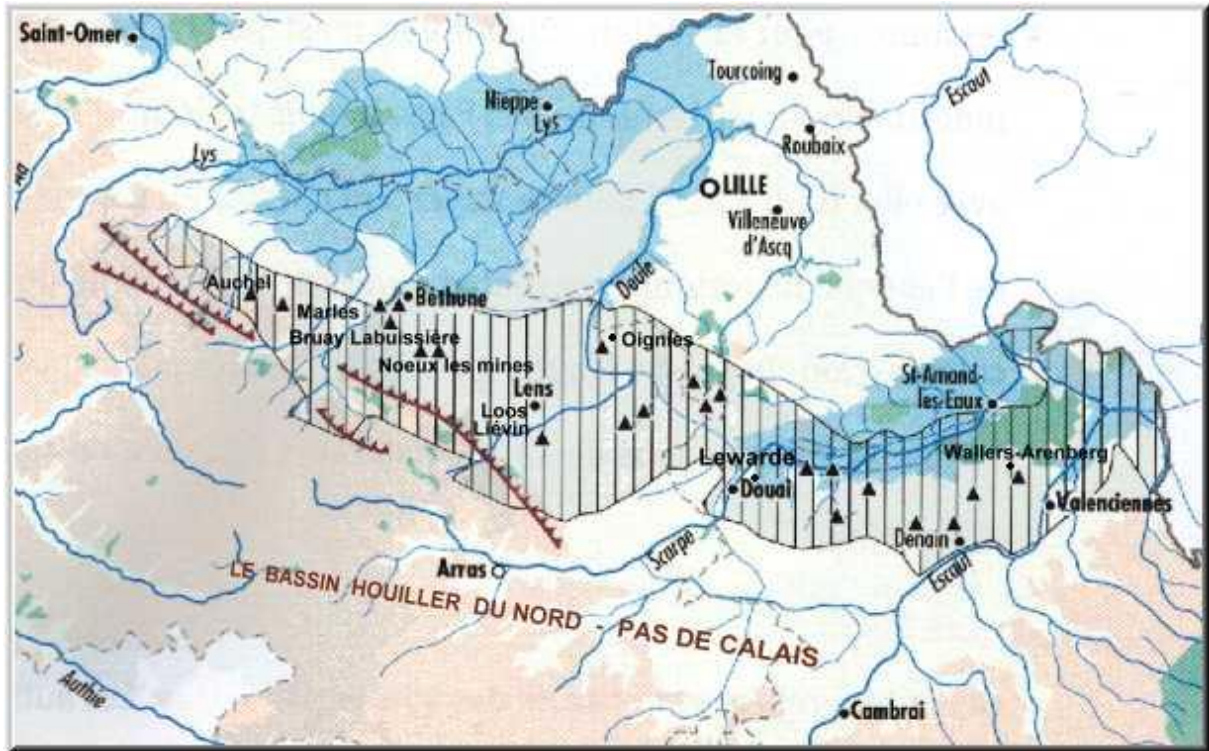 Saint-Omer
Tourcoing
Escaut
Nieppe
Lys
Roubaix
Lys
Aa
LILLE
Villeneuve
d'Ascq
Deule
Auchel
Marles
Béthune
Bruay Labuissière
Oignies
Noeux les mines
St-Amand-
les-Eaux
Lens
Loos
Liévin
Wallers-Arenberg
Lewarde
Douai
Valenciennes
Denain
Scarpe
Arras
Escaut
LE BASSIN HOUILLER DU NORD - PAS DE CALAIS
Authie
Cambrai